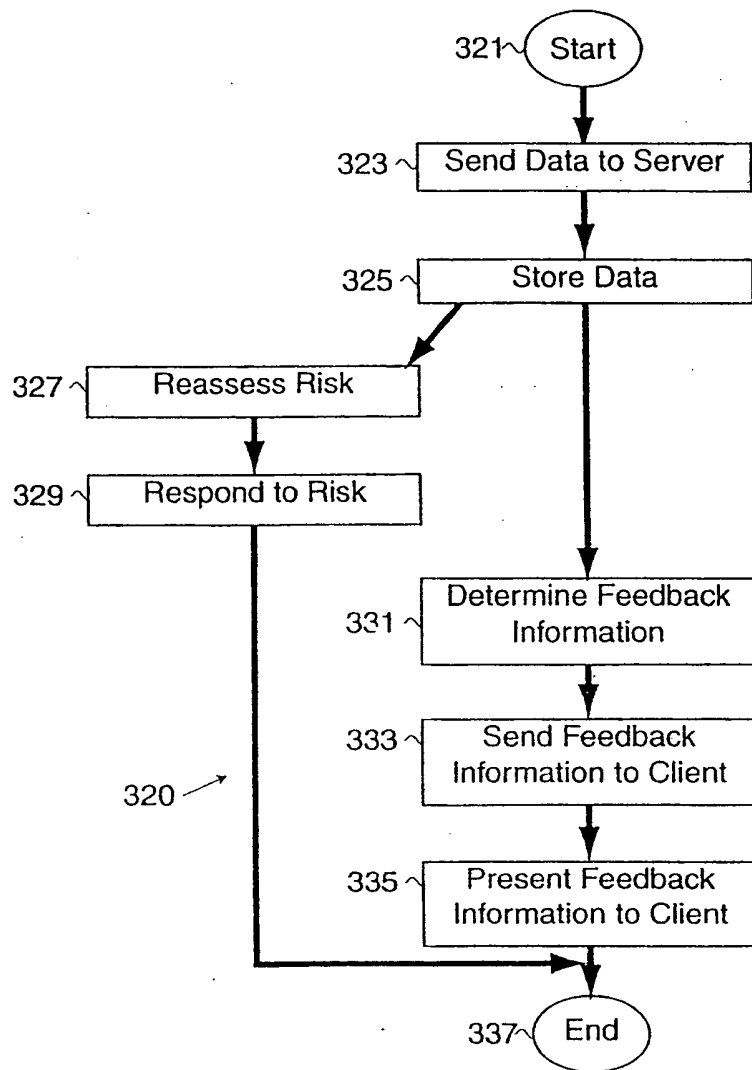 321 Start
323 Send Data to Server
325 Store Data
327 Reassess Risk
329 Respond to Risk
331 Determine Feedback
Information
333 Send Feedback
Information to Client
320
335 Present Feedback
Information to Client
337 End